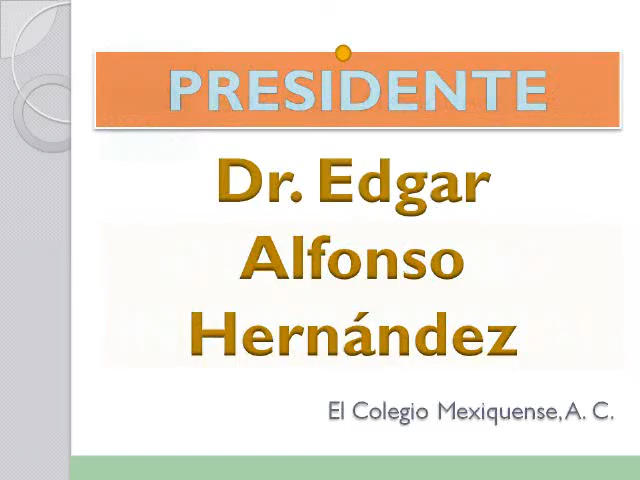 PRESIDENTE
Dr. Edgar
Alfonso
Hernández
El Colegio Mexiquense, A. C.